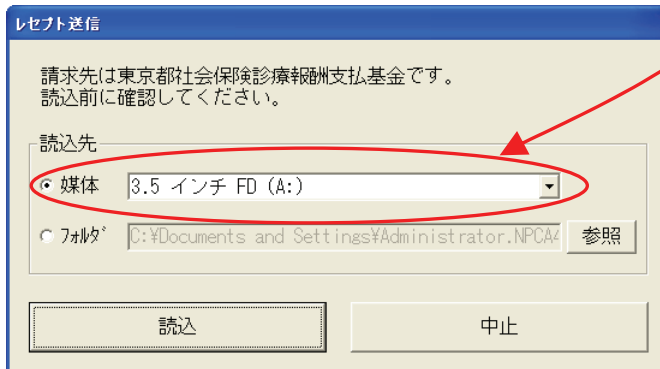 レセプト送信
請求先は東京都社会保険診療報酬支払基金です。
読込前に確認してください。
読込先
媒体 3.5 インチ FD (A:)
フォルダ C:¥Documents and Settings¥Administrator.NPCA4 参照
読込 中止